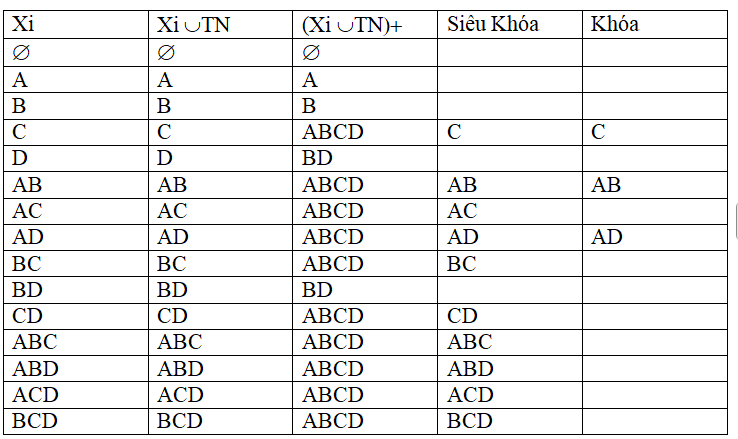 Xi Xi ∪TN (Xi ∪TN)+ Siêu Khóa Khóa
∅ ∅ ∅
A A A
B B B
C C ABCD C C
D D BD
AB AB ABCD AB AB
AC AC ABCD AC
AD AD ABCD AD AD
BC BC ABCD BC
BD BD BD
CD CD ABCD CD
ABC ABC ABCD ABC
ABD ABD ABCD ABD
ACD ACD ABCD ACD
BCD BCD ABCD BCD